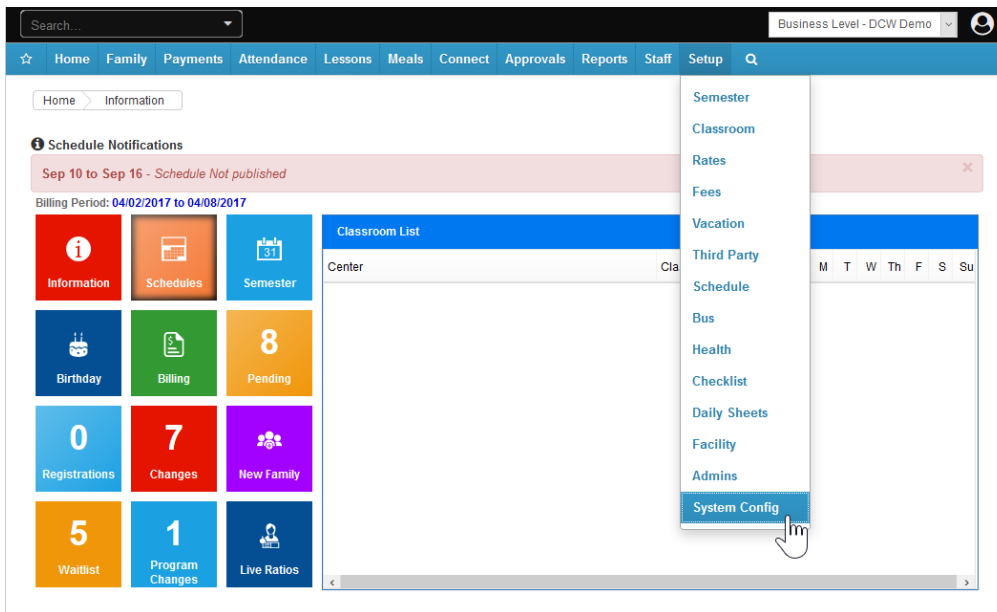 Search...
Business Level - DCW Demo
Home Family Payments Attendance Lessons Meals Connect Approvals Reports Staff Setup
Home Information
Schedule Notifications
Sep 10 to Sep 16 - Schedule Not published
Billing Period: 04/02/2017 to 04/08/2017
Information
Schedules
31
Semester
Birthday
Billing
8
Pending
0
Registrations
7
Changes
New Family
5
Waitlist
1
Program
Changes
Live Ratios
Classroom List
Center Cla M T W Th F S Su
Semester
Classroom
Rates
Fees
Vacation
Third Party
Schedule
Bus
Health
Checklist
Daily Sheets
Facility
Admins
System Config